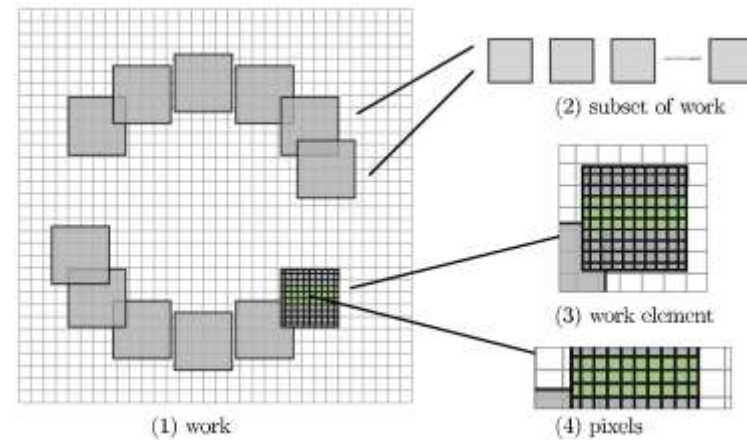 (2) subset of work
(3) work element
(1) work
(4) pixels